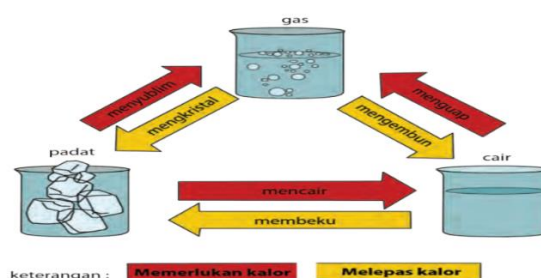 gas
menyublim
mengkristal
mengembun
menguap
padat
cair
mencair
membeku
keterangan : Memerlukan kalor Melepas kalor